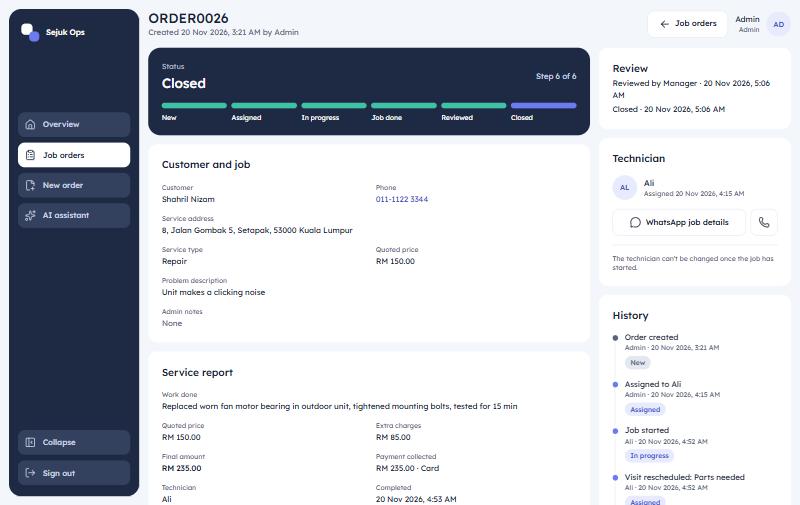 Sejuk Ops
Overview
Job orders
New order
AI assistant
Collapse
Sign out
ORDER0026
Created 20 Nov 2026, 3:21 AM by Admin
Job orders
Admin
Admin
AD
Status
Closed
Step 6 of 6
New
Assigned
In progress
Job done
Reviewed
Closed
Customer and job
Customer
Shahril Nizam
Phone
011-1122 3344
Service address
8, Jalan Gombak 5, Setapak, 53000 Kuala Lumpur
Service type
Repair
Quoted price
RM 150.00
Problem description
Unit makes a clicking noise
Admin notes
None
Service report
Work done
Replaced worn fan motor bearing in outdoor unit, tightened mounting bolts, tested for 15 min
Quoted price
RM 150.00
Extra charges
RM 85.00
Final amount
RM 235.00
Payment collected
RM 235.00 · Card
Technician
Ali
Completed
20 Nov 2026, 4:53 AM
Review
Reviewed by Manager · 20 Nov 2026, 5:06
AM
Closed · 20 Nov 2026, 5:06 AM
Technician
AL
Ali
Assigned 20 Nov 2026, 4:15 AM
WhatsApp job details
The technician can't be changed once the job has
started.
History
Order created
Admin · 20 Nov 2026, 3:21 AM
New
Assigned to Ali
Admin · 20 Nov 2026, 4:15 AM
Assigned
Job started
Ali · 20 Nov 2026, 4:52 AM
In progress
Visit rescheduled: Parts needed
Ali · 20 Nov 2026, 4:52 AM
Assigned